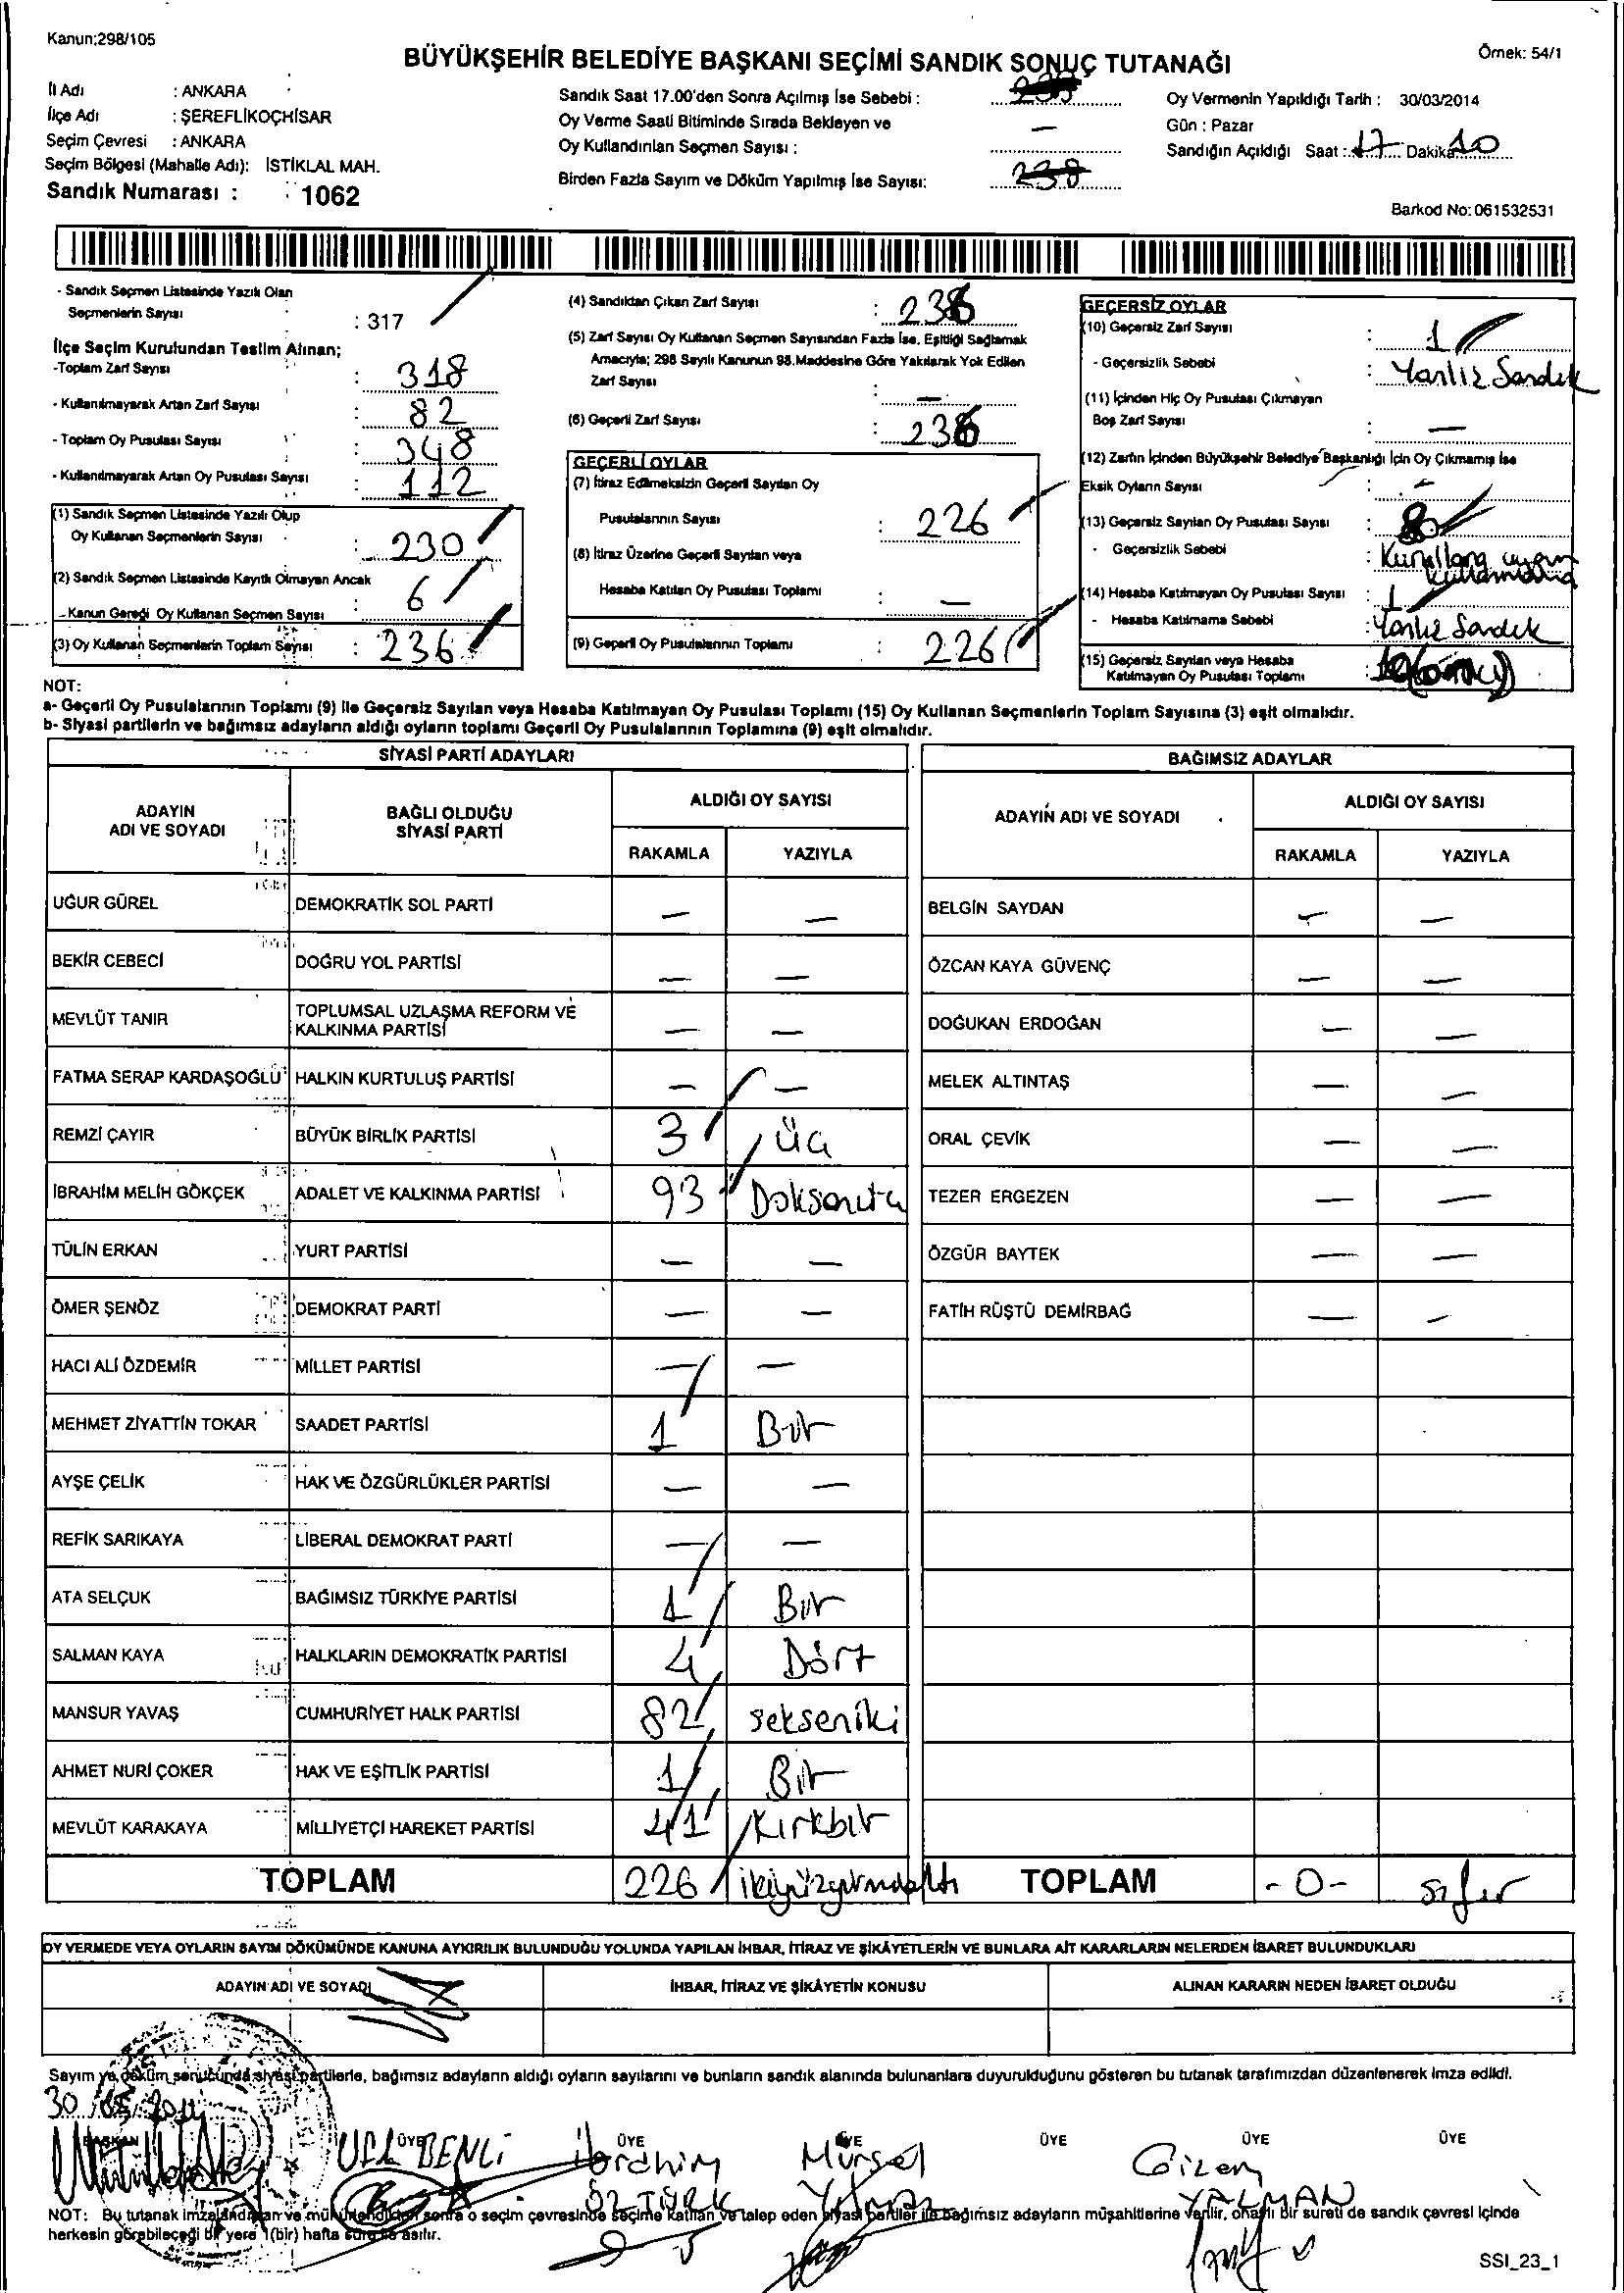 Kanun:298/105
BÜYÜKŞEHİR BELEDİYE BAŞKANI SEÇİMİ SANDIK SONUÇ TUTANAĞI
Örnek: 54/1
İl Adı : ANKARA
İlçe Adı : ŞEREFLİKOÇHİSAR
Seçim Çevresi : ANKARA
Seçim Bölgesi (Mahalle Adı): İSTİKLAL MAH.
Sandık Numarası : 1062
Sandık Saat 17.00'den Sonra Açılmış İse Sebebi :
Oy Verme Saati Bitiminde Sırada Bekleyen ve
Oy Kullandırılan Seçmen Sayısı : —
Birden Fazla Sayım ve Döküm Yapılmış İse Sayısı:
Oy Vermenin Yapıldığı Tarih : 30/03/2014
Gün : Pazar
Sandığın Açıldığı Saat : 17 Dakika 10
Barkod No: 061532531
- Sandık Seçmen Listesinde Yazılı Olan
Seçmenlerin Sayısı : 317
İlçe Seçim Kurulundan Teslim Alınan;
-Toplam Zarf Sayısı : 318
- Kullanılmayarak Artan Zarf Sayısı : 82
- Toplam Oy Pusulası Sayısı : 348
- Kullanılmayarak Artan Oy Pusulası Sayısı : 112
(1) Sandık Seçmen Listesinde Yazılı Olup
Oy Kullanan Seçmenlerin Sayısı : 230
(2) Sandık Seçmen Listesinde Kayıtlı Olmayan Ancak
- Kanun Gereği Oy Kullanan Seçmen Sayısı : 6
(3) Oy Kullanan Seçmenlerin Toplam Sayısı : 236
(4) Sandıktan Çıkan Zarf Sayısı : 236
(5) Zarf Sayısı Oy Kullanan Seçmen Sayısından Fazla İse, Eşitliği Sağlamak
Amacıyla; 298 Sayılı Kanunun 98.Maddesine Göre Yakılarak Yok Edilen
Zarf Sayısı : —
(6) Geçerli Zarf Sayısı : 236
GEÇERLİ OYLAR
(7) İtiraz Edilmeksizin Geçerli Sayılan Oy
Pusulalarının Sayısı : 226
(8) İtiraz Üzerine Geçerli Sayılan veya
Hesaba Katılan Oy Pusulası Toplamı : —
(9) Geçerli Oy Pusulalarının Toplamı : 226
GEÇERSİZ OYLAR
(10) Geçersiz Zarf Sayısı : 1
- Geçersizlik Sebebi : Yanlız Sandık
(11) İçinden Hiç Oy Pusulası Çıkmayan
Boş Zarf Sayısı : —
(12) Zarfın İçinden Büyükşehir Belediye Başkanlığı İçin Oy Çıkmamış İse
Eksik Oyların Sayısı : —
(13) Geçersiz Sayılan Oy Pusulası Sayısı :
- Geçersizlik Sebebi : Kurallara uygun
(14) Hesaba Katılmayan Oy Pusulası Sayısı : 1
- Hesaba Katılmama Sebebi : Yanlız Sandık
(15) Geçersiz Sayılan veya Hesaba
Katılmayan Oy Pusulası Toplamı :
NOT:
a- Geçerli Oy Pusulalarının Toplamı (9) ile Geçersiz Sayılan veya Hesaba Katılmayan Oy Pusulası Toplamı (15) Oy Kullanan Seçmenlerin Toplam Sayısına (3) eşit olmalıdır.
b- Siyasi partilerin ve bağımsız adayların aldığı oyların toplamı Geçerli Oy Pusulalarının Toplamına (9) eşit olmalıdır.
SİYASİ PARTİ ADAYLARI
ADAYIN ADI VE SOYADI BAĞLI OLDUĞU SİYASİ PARTİ ALDIĞI OY SAYISI RAKAMLA YAZIYLA
UĞUR GÜREL DEMOKRATİK SOL PARTİ — —
BEKİR CEBECİ DOĞRU YOL PARTİSİ — —
MEVLÜT TANIR TOPLUMSAL UZLAŞMA REFORM VE KALKINMA PARTİSİ — —
FATMA SERAP KARDAŞOĞLU HALKIN KURTULUŞ PARTİSİ — —
REMZİ ÇAYIR BÜYÜK BİRLİK PARTİSİ 3 üç
İBRAHİM MELİH GÖKÇEK ADALET VE KALKINMA PARTİSİ 93 Doksanüç
TÜLİN ERKAN YURT PARTİSİ — —
ÖMER ŞENÖZ DEMOKRAT PARTİ — —
HACI ALİ ÖZDEMİR MİLLET PARTİSİ — —
MEHMET ZİYATTİN TOKAR SAADET PARTİSİ 1 Bir
AYŞE ÇELİK HAK VE ÖZGÜRLÜKLER PARTİSİ — —
REFİK SARIKAYA LİBERAL DEMOKRAT PARTİ — —
ATA SELÇUK BAĞIMSIZ TÜRKİYE PARTİSİ 1 Bir
SALMAN KAYA HALKLARIN DEMOKRATİK PARTİSİ 4 Dört
MANSUR YAVAŞ CUMHURİYET HALK PARTİSİ 82 sekseniki
AHMET NURİ ÇOKER HAK VE EŞİTLİK PARTİSİ 1 Bir
MEVLÜT KARAKAYA MİLLİYETÇİ HAREKET PARTİSİ 41 Kırkbir
TOPLAM 226 ikiyüzyirmialtı
BAĞIMSIZ ADAYLAR
ADAYIN ADI VE SOYADI ALDIĞI OY SAYISI RAKAMLA YAZIYLA
BELGİN SAYDAN — —
ÖZCAN KAYA GÜVENÇ — —
DOĞUKAN ERDOĞAN — —
MELEK ALTINTAŞ — —
ORAL ÇEVİK — —
TEZER ERGEZEN — —
ÖZGÜR BAYTEK — —
FATİH RÜŞTÜ DEMİRBAĞ — —
TOPLAM - 0 - sıfır
OY VERMEDE VEYA OYLARIN SAYIM DÖKÜMÜNDE KANUNA AYKIRILIK BULUNDUĞU YOLUNDA YAPILAN İHBAR, İTİRAZ VE ŞİKÂYETLERİN VE BUNLARA AİT KARARLARIN NELERDEN İBARET BULUNDUKLARI
ADAYIN ADI VE SOYADI İHBAR, İTİRAZ VE ŞİKÂYETİN KONUSU ALINAN KARARIN NEDEN İBARET OLDUĞU
Sayım ve döküm sonucunda siyasi partilerle, bağımsız adayların aldığı oyların sayılarını ve bunların sandık alanında bulunanlara duyurulduğunu gösteren bu tutanak tarafımızdan düzenlenerek imza edildi.
30/03/2014
BAŞKAN ÜYE ÜYE ÜYE ÜYE ÜYE ÜYE
BENLİ İbrahim ÖZTÜRK Mürsel Yılmaz Gizem YALMAN
NOT: Bu tutanak imzalandıktan ve mühürlendikten sonra o seçim çevresinde seçime katılan ve talep eden siyasi partiler ile bağımsız adayların müşahitlerine verilir, onaylı bir sureti de sandık çevresi içinde
herkesin görebileceği bir yere 1(bir) hafta süre ile asılır.
SSI_23_1